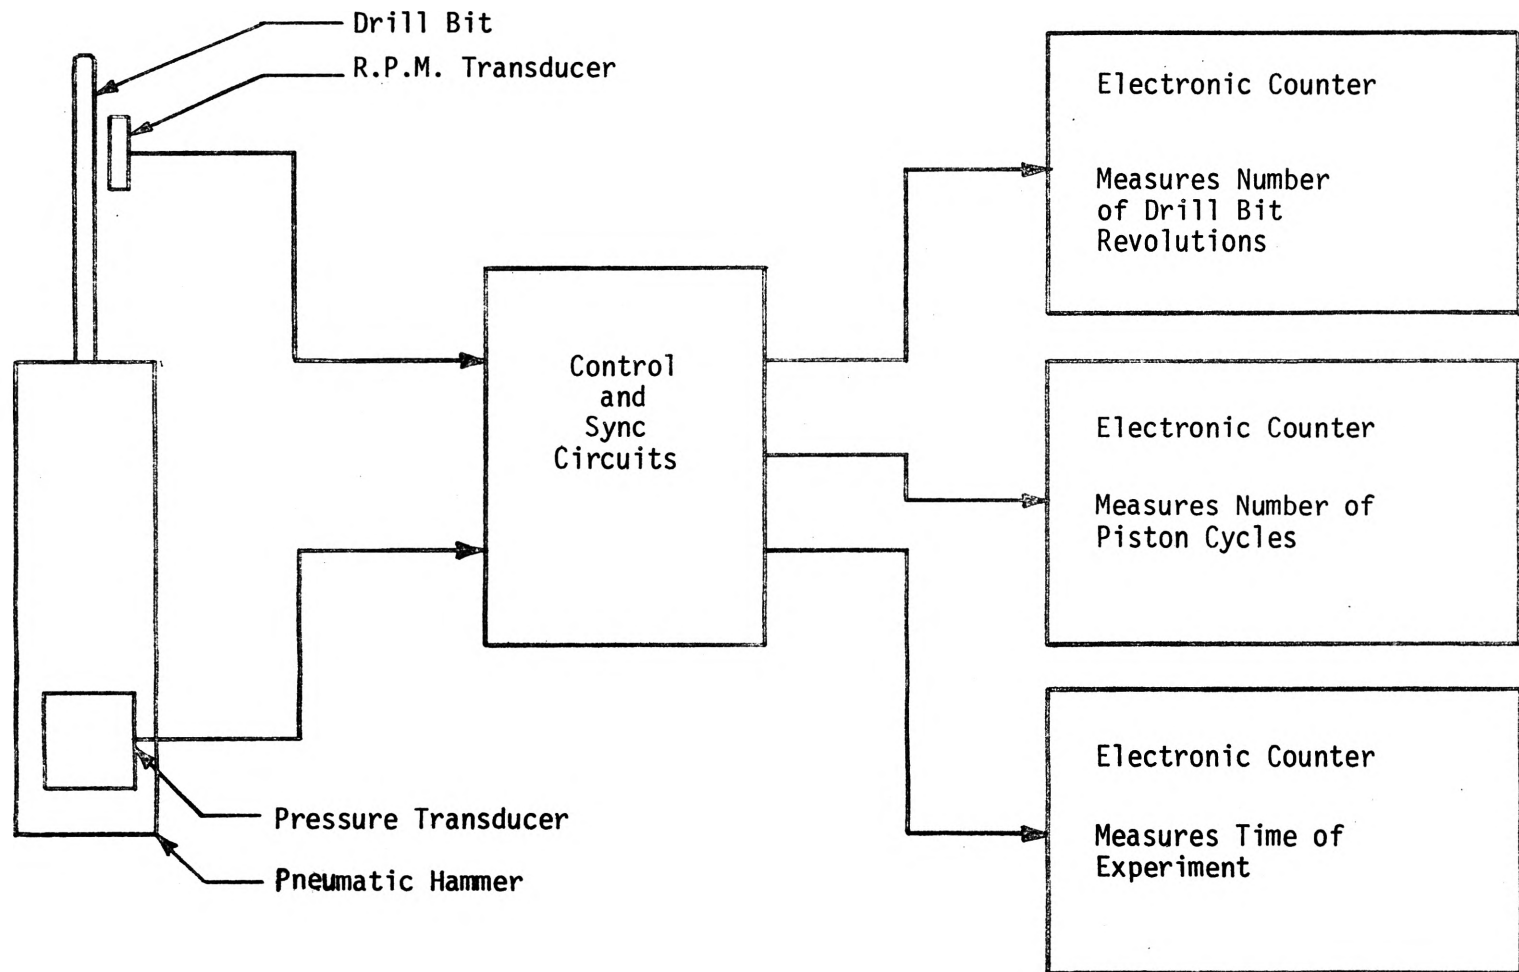 Drill Bit
R.P.M. Transducer
Electronic Counter
Measures Number
of Drill Bit
Revolutions
Control
and
Sync
Circuits
Electronic Counter
Measures Number of
Piston Cycles
Electronic Counter
Measures Time of
Experiment
Pressure Transducer
Pneumatic Hammer